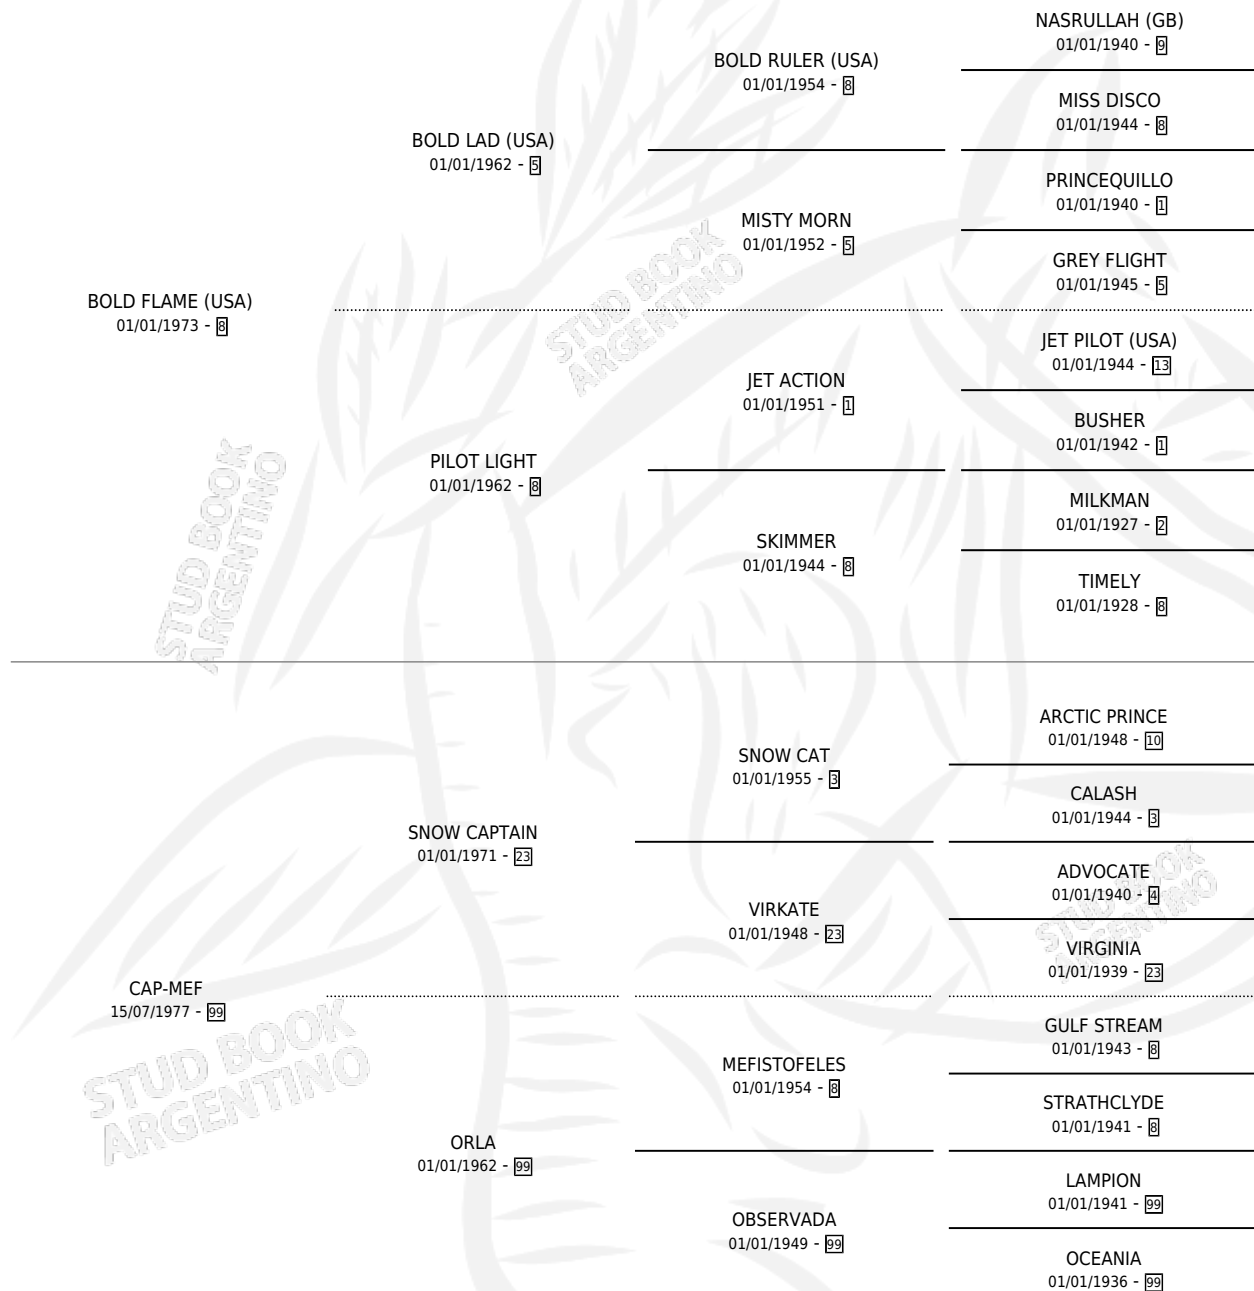 NASRULLAH (GB)
01/01/1940 - 9
BOLD RULER (USA)
01/01/1954 - 8
MISS DISCO
01/01/1944 - 8
BOLD LAD (USA)
01/01/1962 - 5
PRINCEQUILLO
01/01/1940 - 1
MISTY MORN
01/01/1952 - 5
GREY FLIGHT
01/01/1945 - 5
BOLD FLAME (USA)
01/01/1973 - 8
JET PILOT (USA)
01/01/1944 - 13
JET ACTION
01/01/1951 - 1
BUSHER
01/01/1942 - 1
PILOT LIGHT
01/01/1962 - 8
MILKMAN
01/01/1927 - 2
SKIMMER
01/01/1944 - 8
TIMELY
01/01/1928 - 8
STUD BOOK
ARGENTINO
STUD BOOK
ARGENTINO
ARCTIC PRINCE
01/01/1948 - 10
SNOW CAT
01/01/1955 - 3
CALASH
01/01/1944 - 3
SNOW CAPTAIN
01/01/1971 - 23
ADVOCATE
01/01/1940 - 4
VIRKATE
01/01/1948 - 23
VIRGINIA
01/01/1939 - 23
CAP-MEF
15/07/1977 - 99
GULF STREAM
01/01/1943 - 8
MEFISTOFELES
01/01/1954 - 8
STRATHCLYDE
01/01/1941 - 8
ORLA
01/01/1962 - 99
LAMPION
01/01/1941 - 99
OBSERVADA
01/01/1949 - 99
OCEANIA
01/01/1936 - 99
STUD BOOK
ARGENTINO
STUD BOOK
ARGENTINO